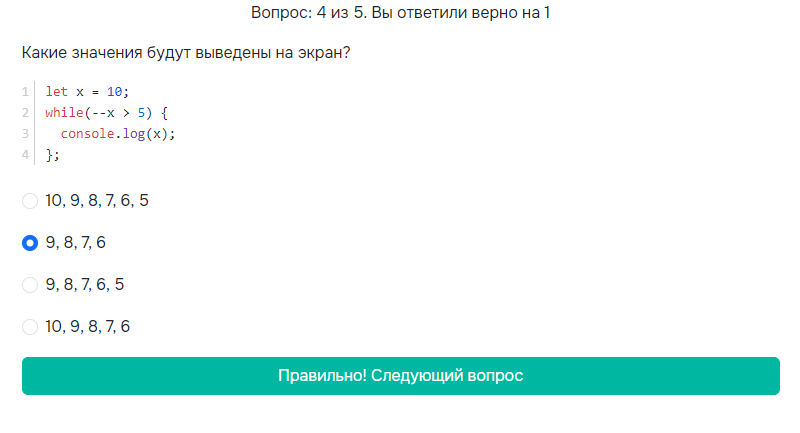 Вопрос: 4 из 5. Вы ответили верно на 1
Какие значения будут выведены на экран?
1 let x = 10;
2 while(--x > 5) {
3   console.log(x);
4 };
10, 9, 8, 7, 6, 5
9, 8, 7, 6
9, 8, 7, 6, 5
10, 9, 8, 7, 6
Правильно! Следующий вопрос